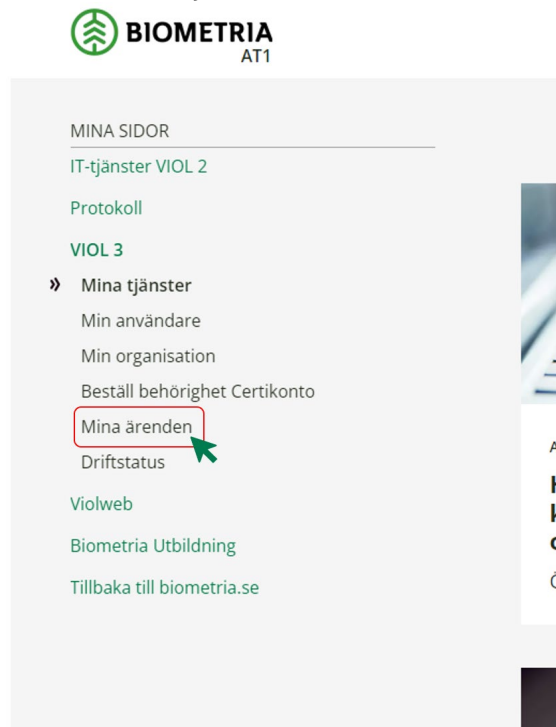 BIOMETRIA
AT1
MINA SIDOR
IT-tjänster VIOL 2
Protokoll
VIOL 3
» Mina tjänster
Min användare
Min organisation
Beställ behörighet Certikonto
Mina ärenden
Driftstatus
Violweb
Biometria Utbildning
Tillbaka till biometria.se